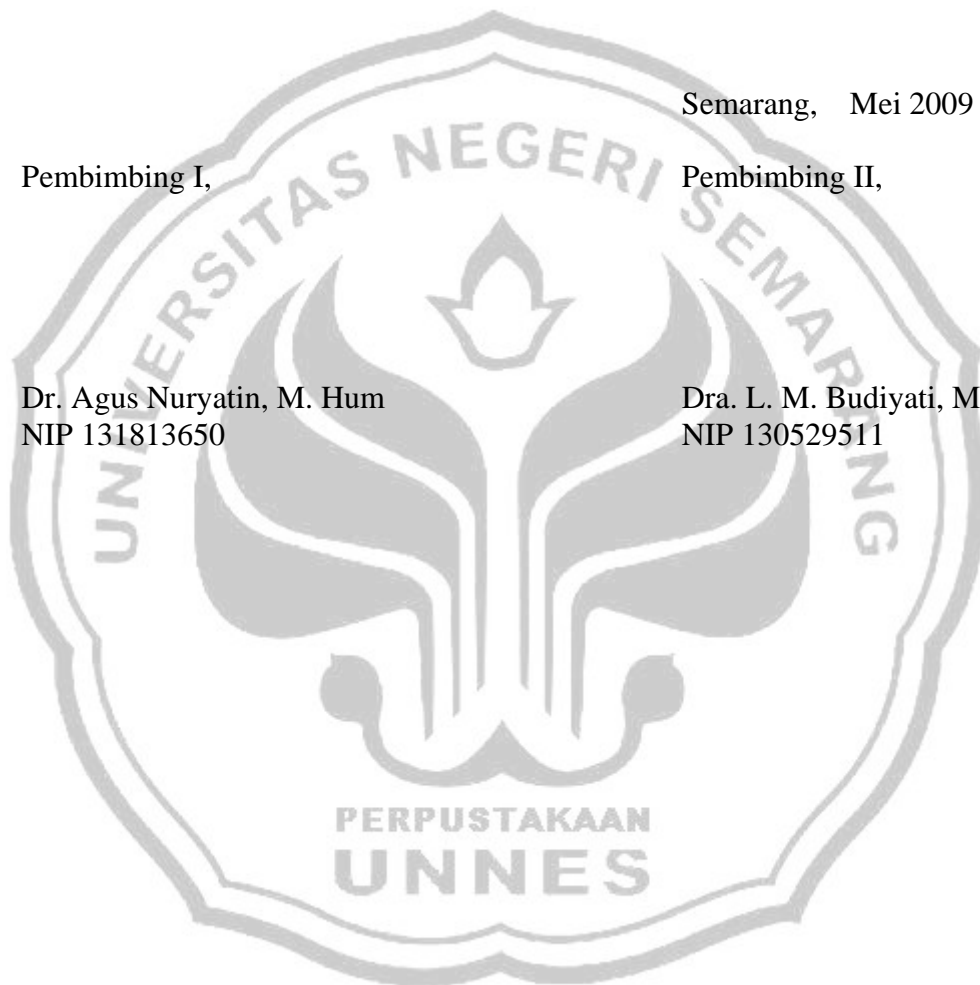 Semarang, Mei 2009
Pembimbing I, Pembimbing II,
Dr. Agus Nuryatin, M. Hum Dra. L. M. Budiyati, M
NIP 131813650 NIP 130529511
UNIVERSITAS NEGERI SEMARANG
PERPUSTAKAAN
UNNES